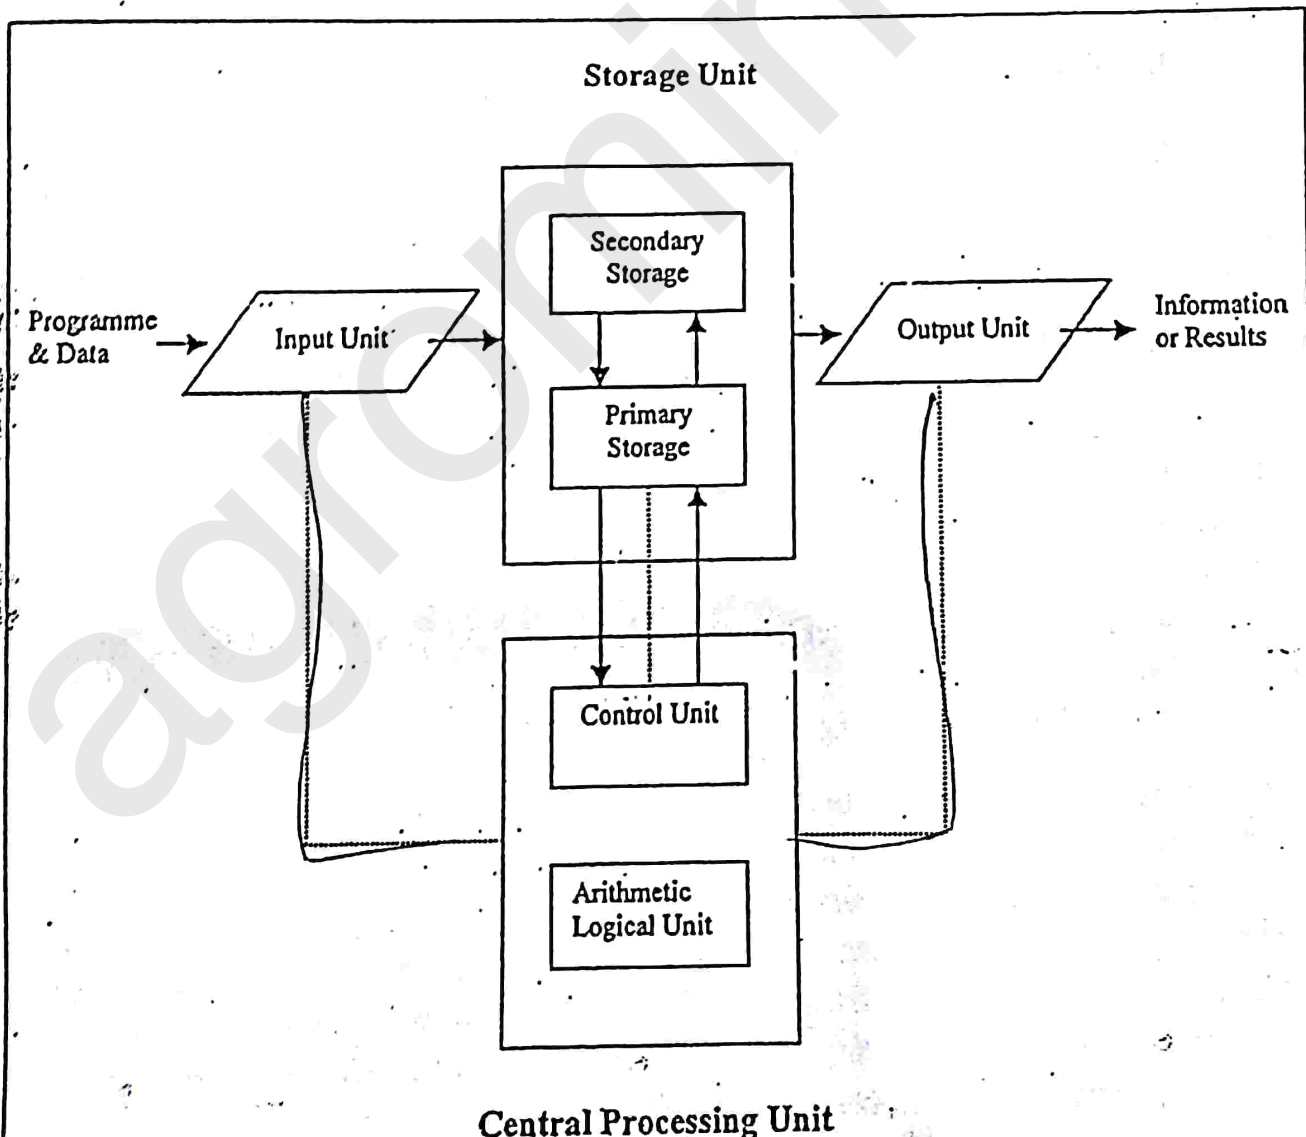 Storage Unit
Secondary
Storage
Programme
& Data
Input Unit
Output Unit
Information
or Results
Primary
Storage
Control Unit
Arithmetic
Logical Unit
Central Processing Unit